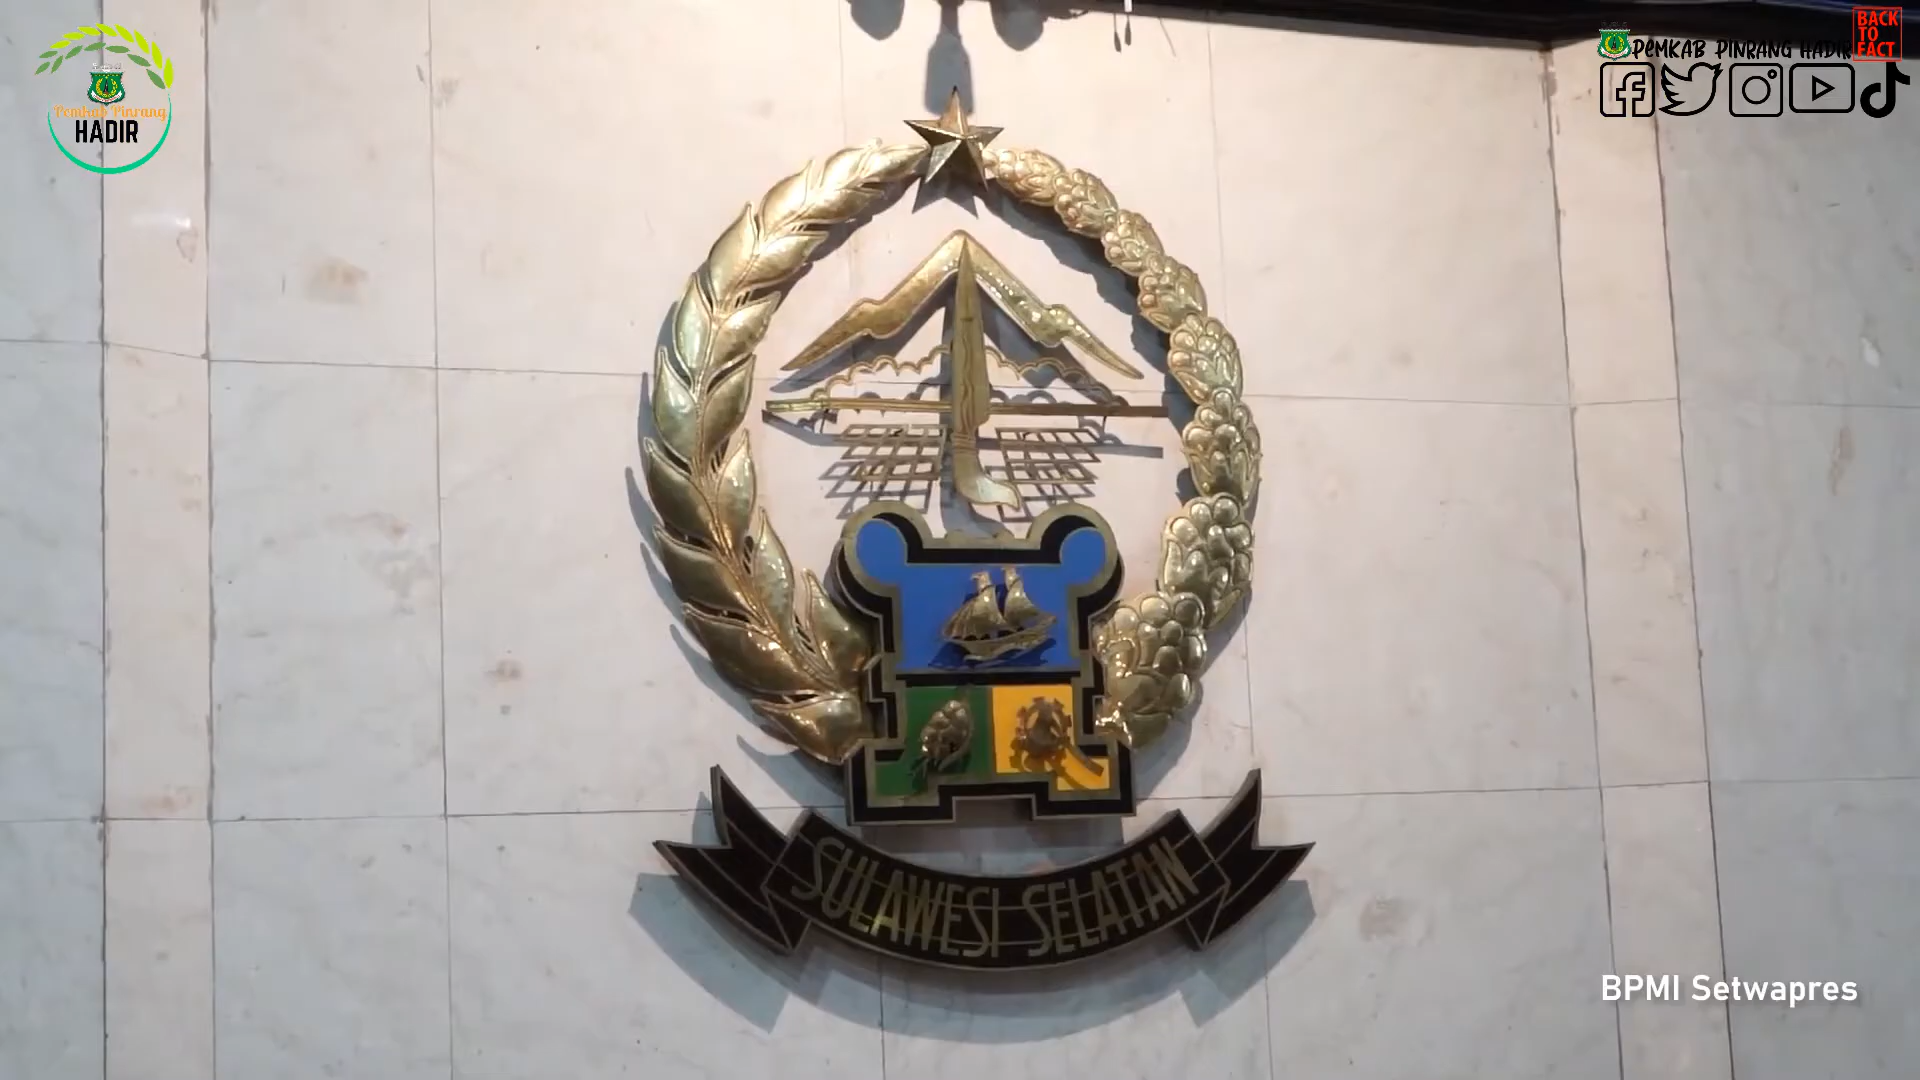 Pemkab Pinrang
HADIR
PEMKAB PINRANG HADIR
BACK
TO
FACT
SULAWESI SELATAN
BPMI Setwapres